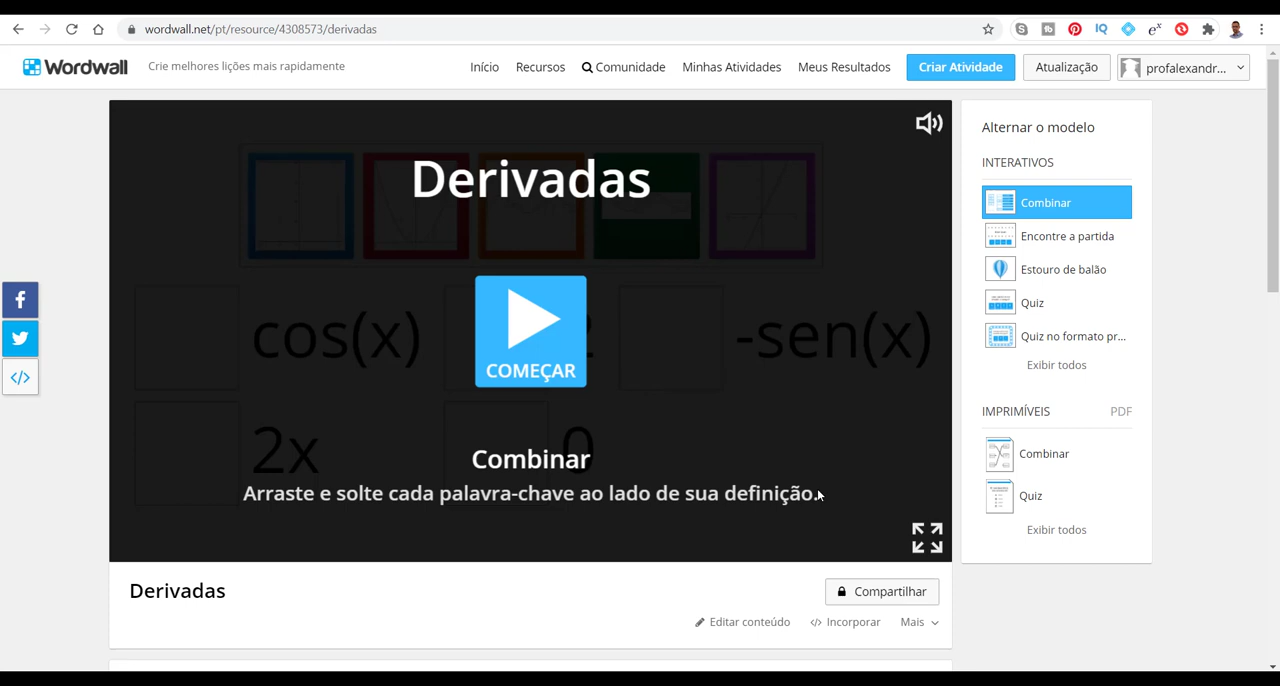 wordwall.net/pt/resource/4308573/derivadas
Wordwall
Crie melhores lições mais rapidamente
Início
Recursos
Comunidade
Minhas Atividades
Meus Resultados
Criar Atividade
Atualização
profalexandr...
Derivadas
cos(x)
2
-sen(x)
COMEÇAR
2x
0
Combinar
Arraste e solte cada palavra-chave ao lado de sua definição.
Derivadas
Compartilhar
Editar conteúdo
Incorporar
Mais
Alternar o modelo
INTERATIVOS
Combinar
Encontre a partida
Estouro de balão
Quiz
Quiz no formato pr...
Exibir todos
IMPRIMÍVEIS PDF
Combinar
Quiz
Exibir todos